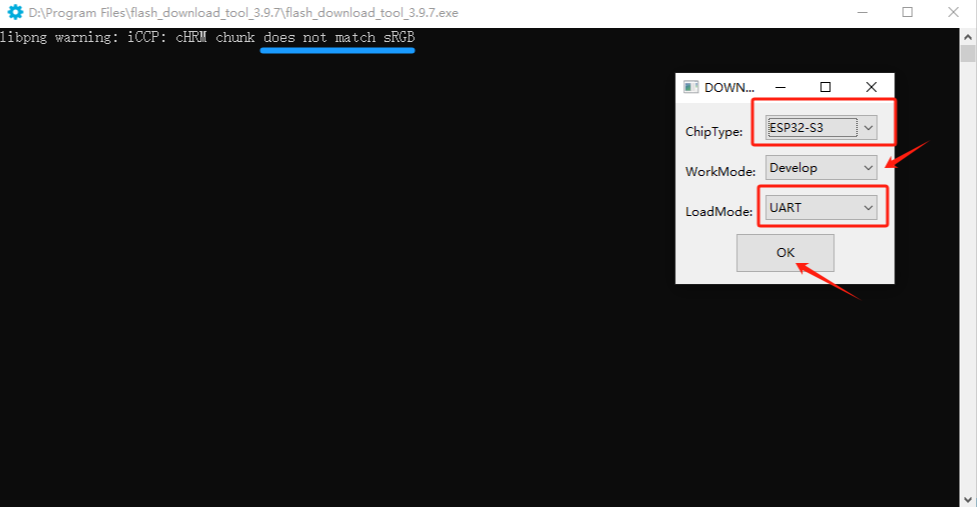 D:\Program Files\flash_download_tool_3.9.7\flash_download_tool_3.9.7.exe
libpng warning: iCCP: cHRM chunk does not match sRGB
DOWN...
ChipType: ESP32-S3
WorkMode: Develop
LoadMode: UART
OK